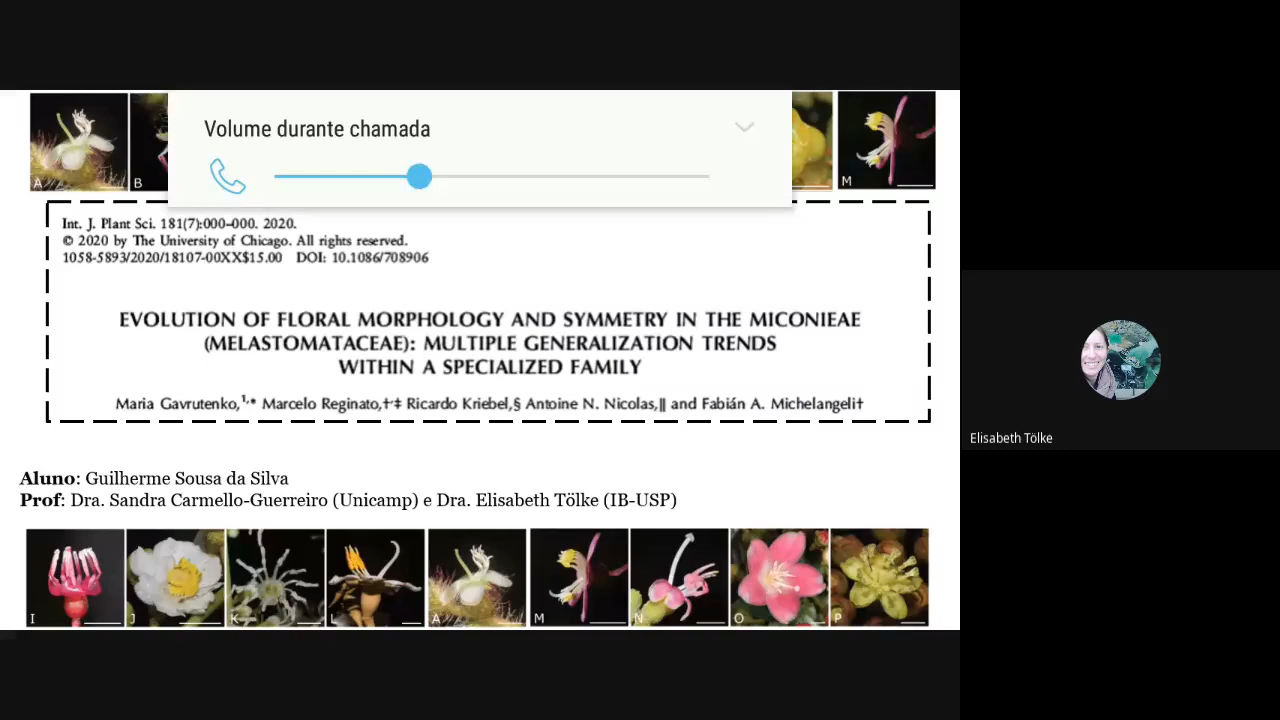 Volume durante chamada
A
B
M
Int. J. Plant Sci. 181(7):000–000. 2020.
© 2020 by The University of Chicago. All rights reserved.
1058-5893/2020/18107-00XX$15.00 DOI: 10.1086/708906
EVOLUTION OF FLORAL MORPHOLOGY AND SYMMETRY IN THE MICONIEAE
(MELASTOMATACEAE): MULTIPLE GENERALIZATION TRENDS
WITHIN A SPECIALIZED FAMILY
Maria Gavrutenko,¹,* Marcelo Reginato,†,‡ Ricardo Kriebel,§ Antoine N. Nicolas,‖ and Fabián A. Michelangeli†
Elisabeth Tölke
Aluno: Guilherme Sousa da Silva
Prof: Dra. Sandra Carmello-Guerreiro (Unicamp) e Dra. Elisabeth Tölke (IB-USP)
I J K L A M N O P